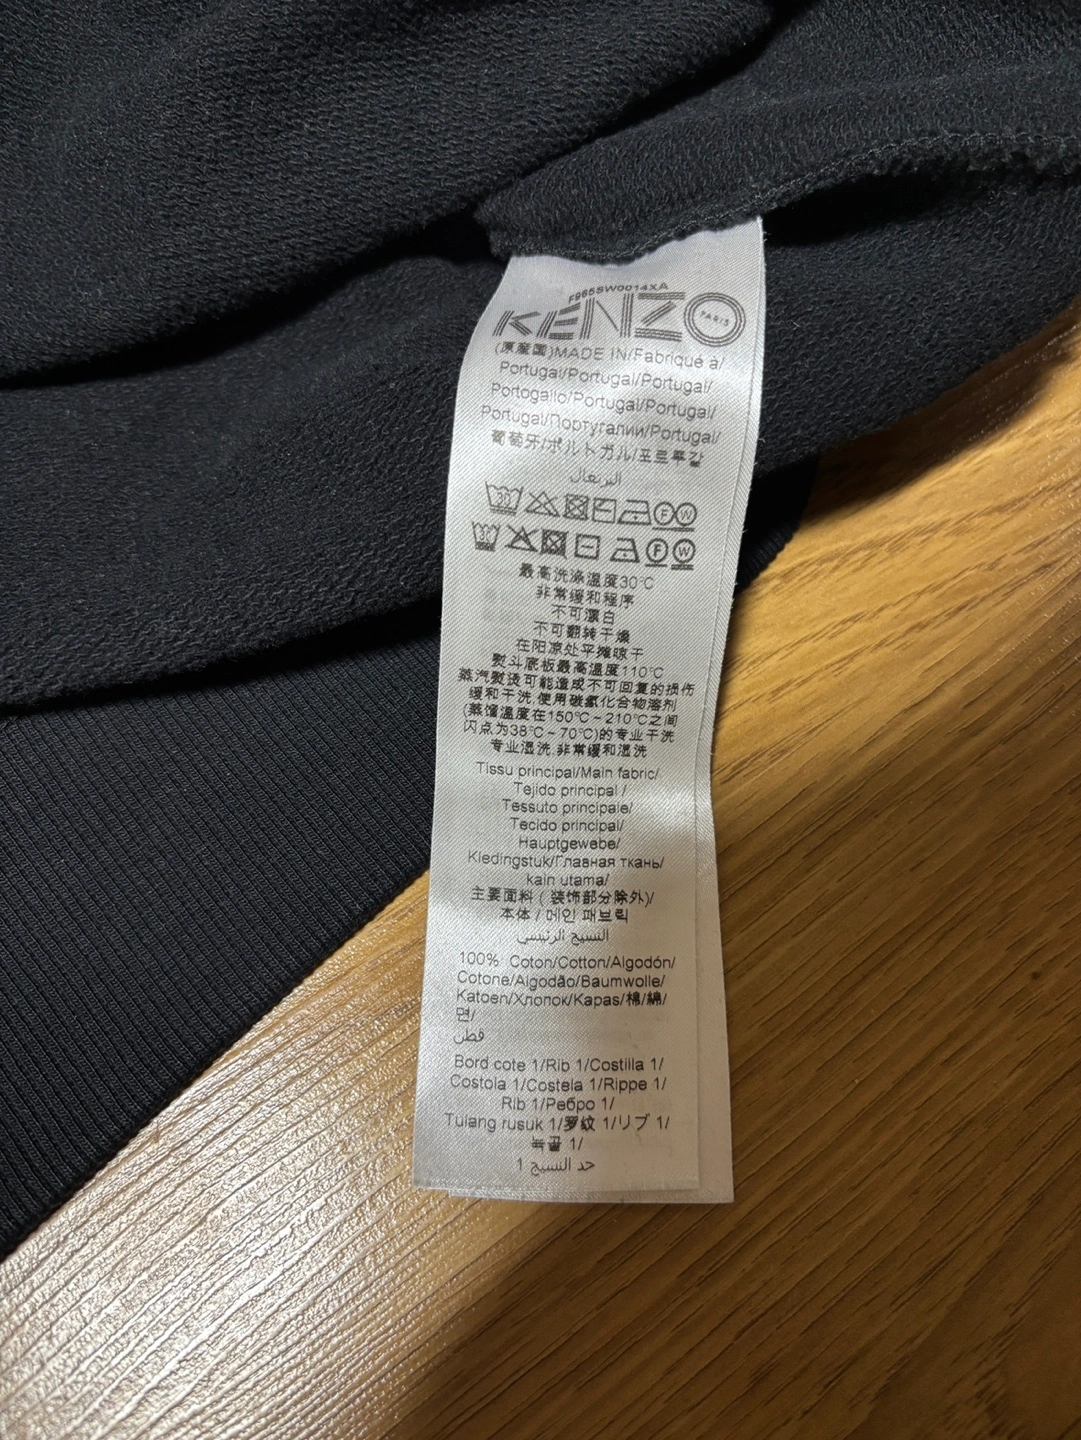 F965SW0014XA
KENZO
PARIS
(原産国)MADE IN/Fabriqué à/
Portugal/Portugal/Portugal/
Portogallo/Portugal/Portugal/
Portugal/Португалии/Portugal/
葡萄牙/ポルトガル/포르투갈
البرتغال
30 F W
30 F W
最高洗涤温度30°C
非常缓和程序
不可漂白
不可翻转干燥
在阴凉处平摊晾干
熨斗底板最高温度110°C
蒸汽熨烫可能造成不可回复的损伤
缓和干洗,使用碳氢化合物溶剂
(蒸馏温度在150°C~210°C之间
闪点为38°C~70°C)的专业干洗
专业湿洗,非常缓和湿洗
Tissu principal/Main fabric/
Tejido principal /
Tessuto principale/
Tecido principal/
Hauptgewebe/
Kledingstuk/Главная ткань/
kain utama/
主要面料 ( 装饰部分除外)/
本体 / 메인 패브릭
النسيج الرئيسي
100% Coton/Cotton/Algodón/
Cotone/Algodão/Baumwolle/
Katoen/Хлопок/Kapas/棉/綿/
면/
قطن
Bord cote 1/Rib 1/Costilla 1/
Costola 1/Costela 1/Rippe 1/
Rib 1/Ребро 1/
Tulang rusuk 1/罗纹 1/リブ 1/
늑골 1/
حد النسيج 1